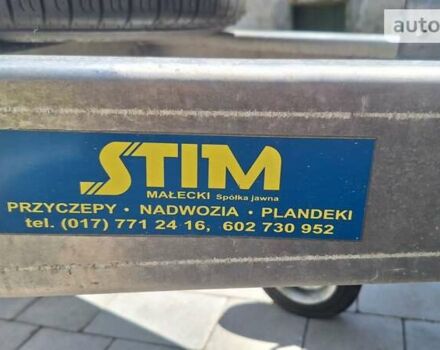 auto
STIM
MAŁECKI Spółka jawna
PRZYCZEPY • NADWOZIA • PLANDEKI
tel. (017) 771 24 16, 602 730 952